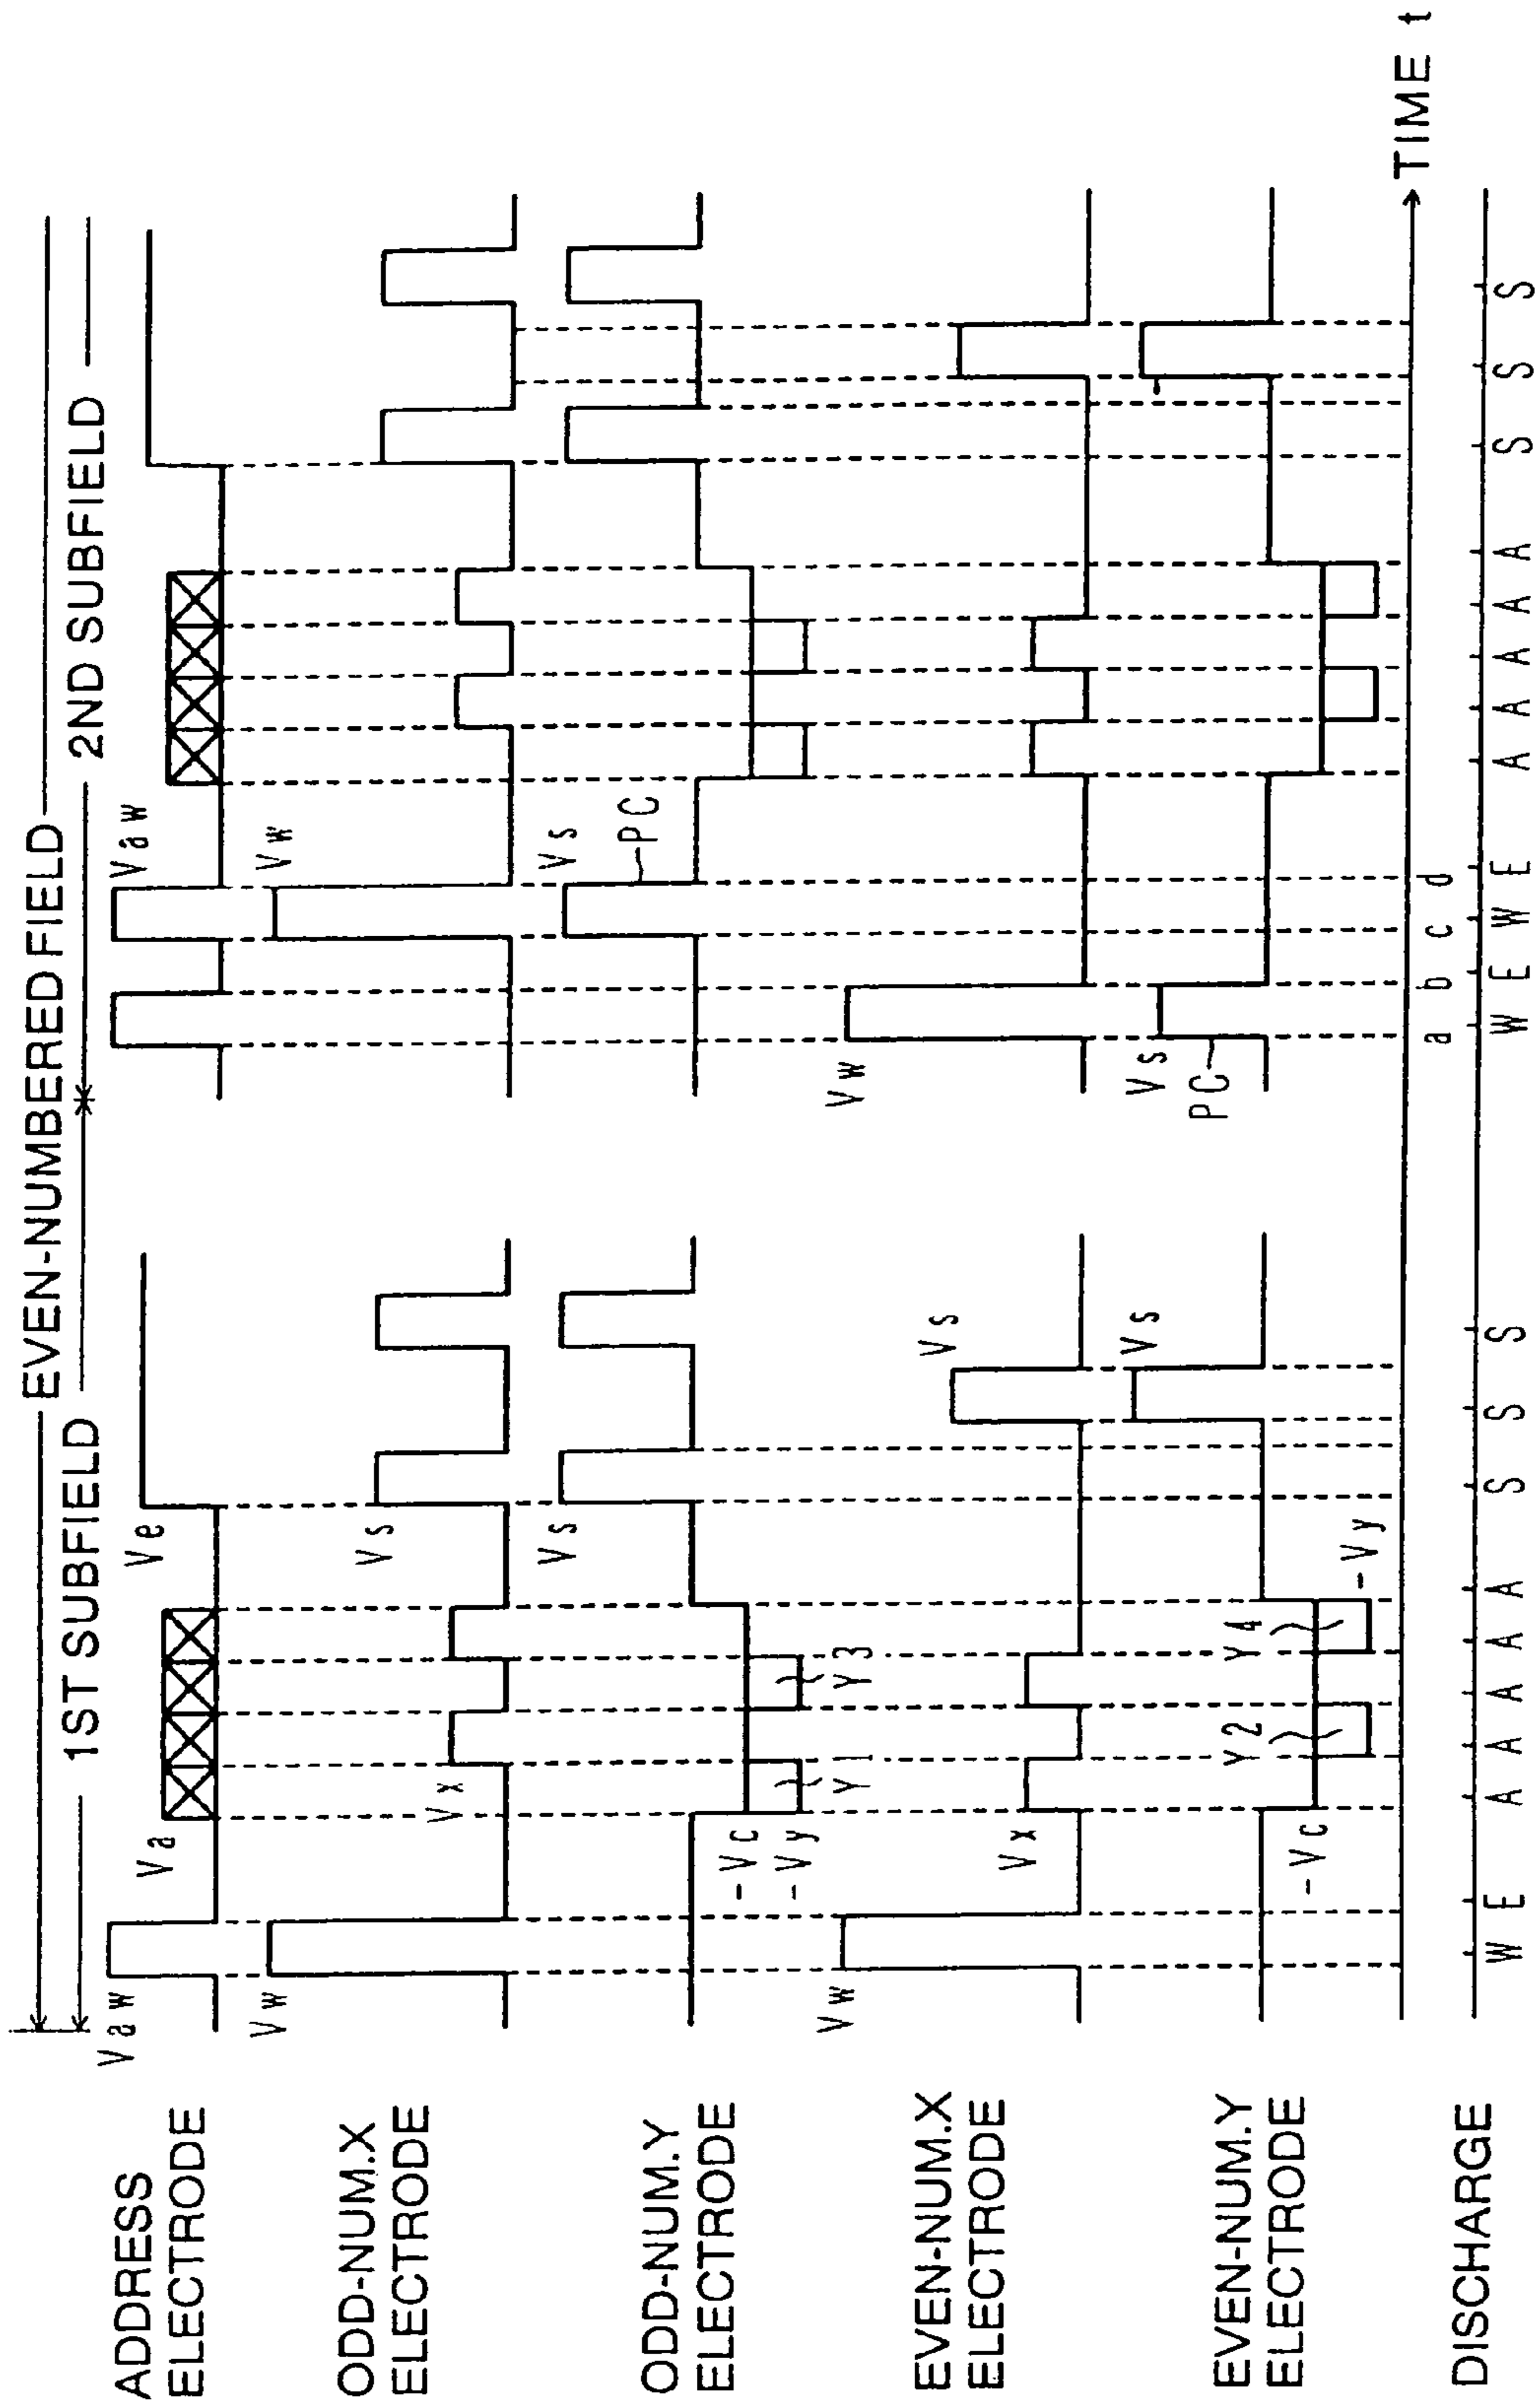 EVEN-NUMBERED FIELD
1ST SUBFIELD
2ND SUBFIELD
ADDRESS
ELECTRODE
Vaw
Va
Ve
Vaw
ODD-NUM.X
ELECTRODE
Vw
Vx
Vs
Vw
ODD-NUM.Y
ELECTRODE
-Vc
-Vy
Y1
Y3
Vs
Vs
PC
EVEN-NUM.X
ELECTRODE
Vw
Vx
Vs
Vw
EVEN-NUM.Y
ELECTRODE
-Vc
Y2
Y4
-Vy
Vs
Vs
PC
a b c d
TIME t
DISCHARGE
W E A A A A A S S S W E W E A A A A A S S S